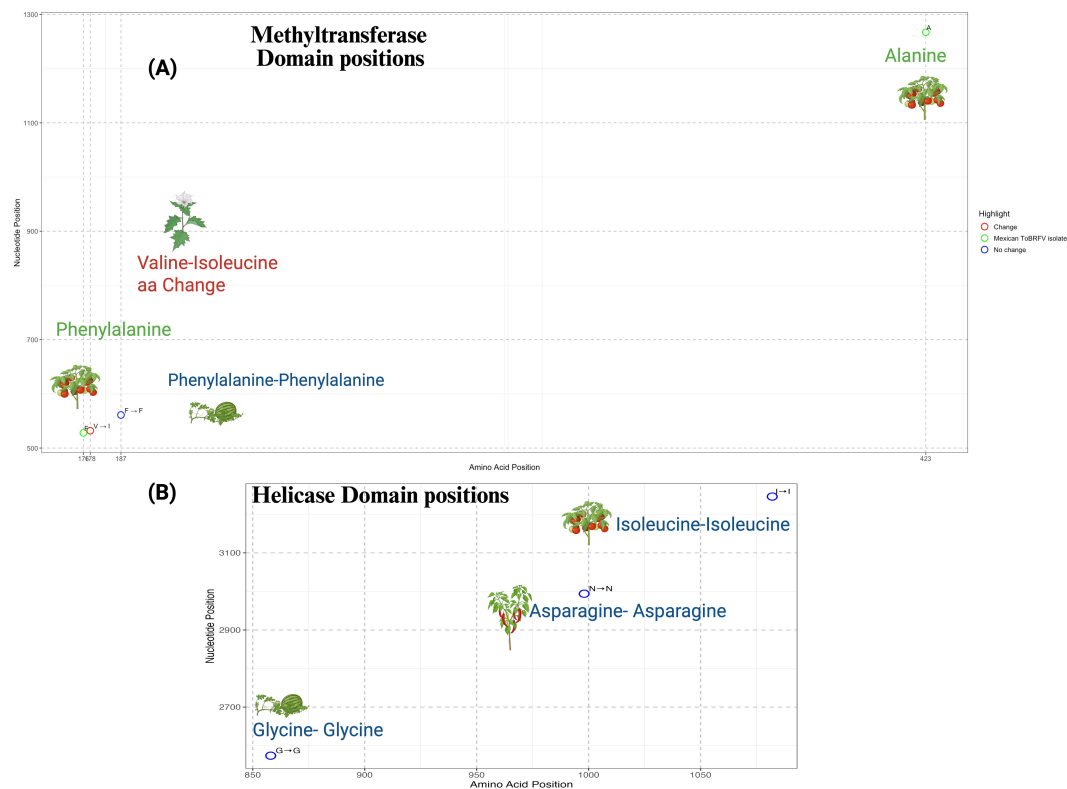 Methyltransferase
Domain positions
(A)
1300
1100
900
700
500
Nucleotide Position
Alanine
A
Valine-Isoleucine
aa Change
Phenylalanine
Phenylalanine-Phenylalanine
F → F
V → I
187
423
Amino Acid Position
Highlight
Change
Mexican ToBRFV isolate
No change
(B)
Helicase Domain positions
I→I
Isoleucine-Isoleucine
N→N
Asparagine- Asparagine
Glycine- Glycine
G→G
3100
2900
2700
Nucleotide Position
850
900
950
1000
1050
Amino Acid Position